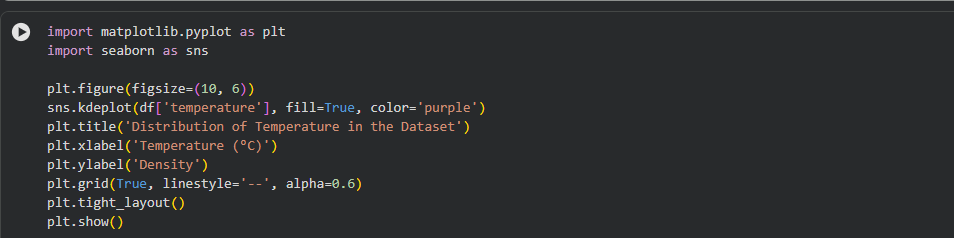 import matplotlib.pyplot as plt
import seaborn as sns
plt.figure(figsize=(10, 6))
sns.kdeplot(df['temperature'], fill=True, color='purple')
plt.title('Distribution of Temperature in the Dataset')
plt.xlabel('Temperature (°C)')
plt.ylabel('Density')
plt.grid(True, linestyle='--', alpha=0.6)
plt.tight_layout()
plt.show()